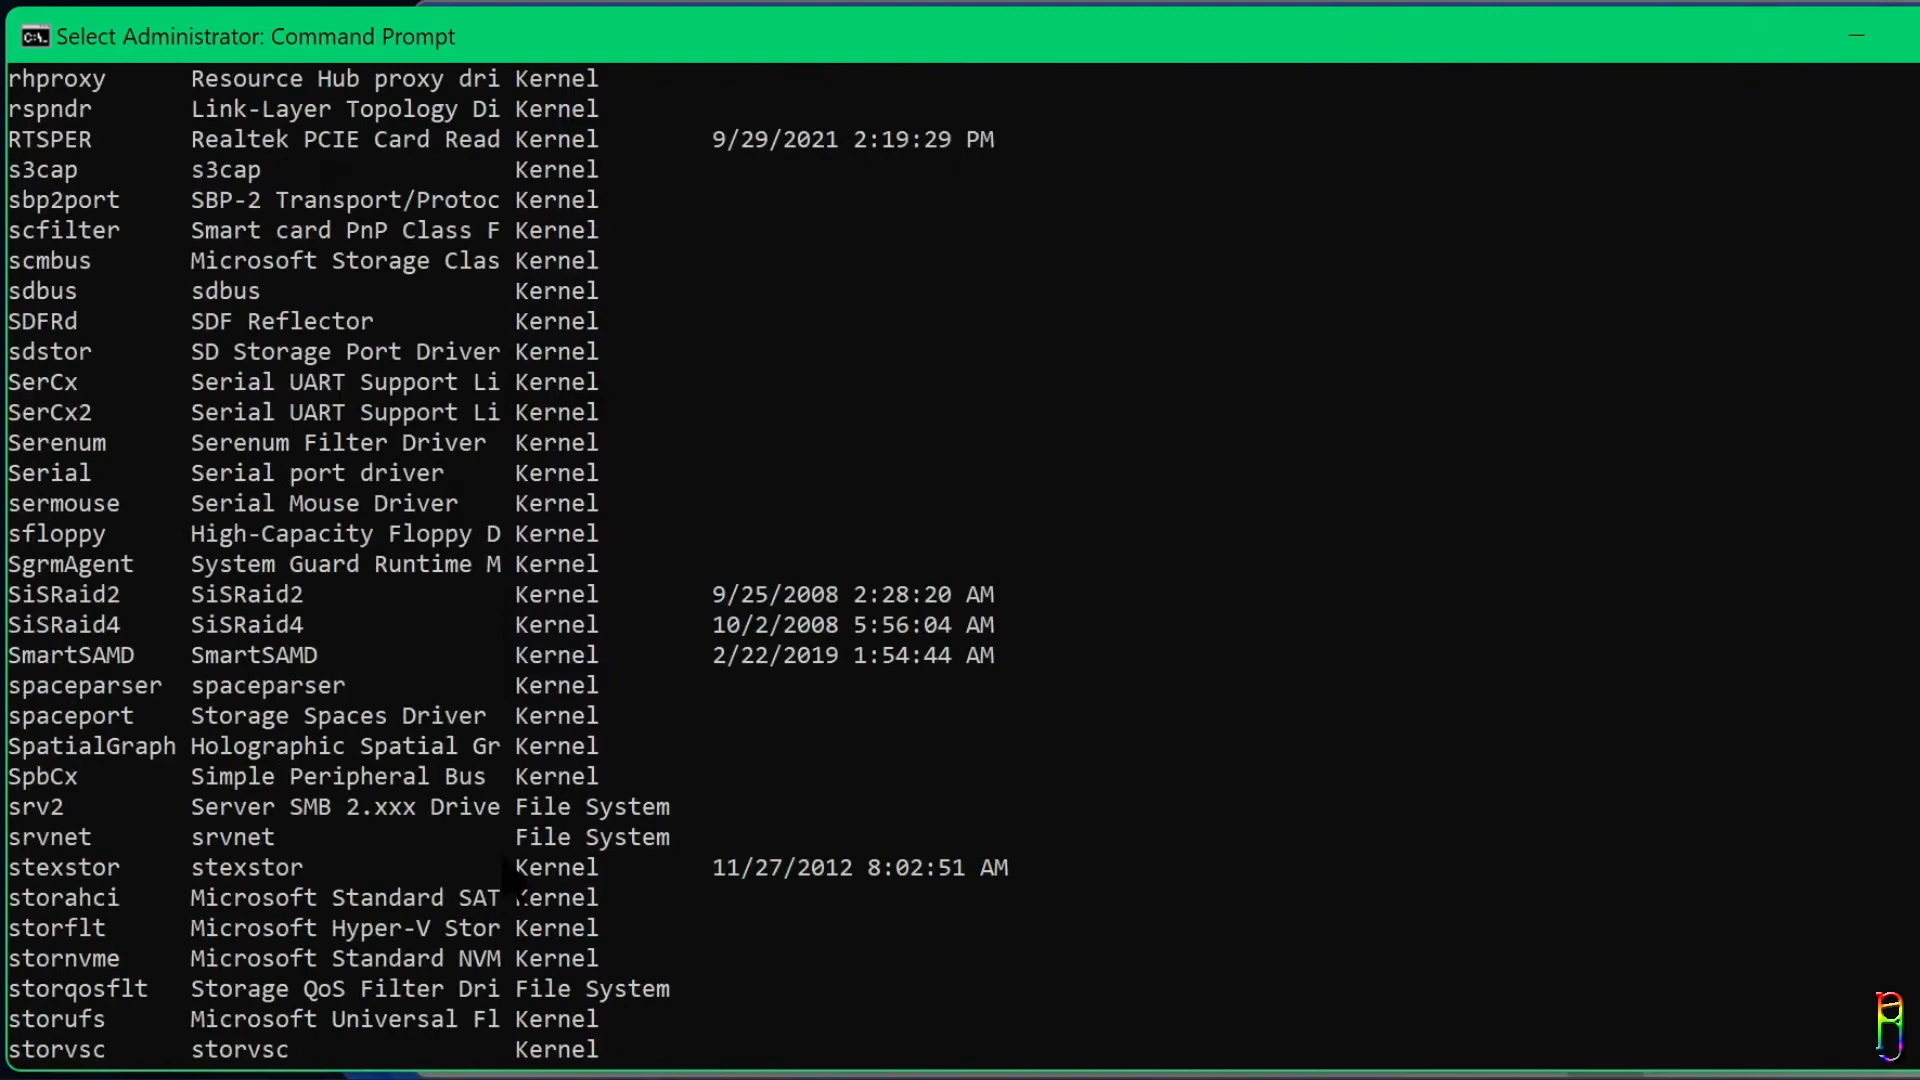 Select Administrator: Command Prompt
rhproxy Resource Hub proxy dri Kernel
rspndr Link-Layer Topology Di Kernel
RTSPER Realtek PCIE Card Read Kernel 9/29/2021 2:19:29 PM
s3cap s3cap Kernel
sbp2port SBP-2 Transport/Protoc Kernel
scfilter Smart card PnP Class F Kernel
scmbus Microsoft Storage Clas Kernel
sdbus sdbus Kernel
SDFRd SDF Reflector Kernel
sdstor SD Storage Port Driver Kernel
SerCx Serial UART Support Li Kernel
SerCx2 Serial UART Support Li Kernel
Serenum Serenum Filter Driver Kernel
Serial Serial port driver Kernel
sermouse Serial Mouse Driver Kernel
sfloppy High-Capacity Floppy D Kernel
SgrmAgent System Guard Runtime M Kernel
SiSRaid2 SiSRaid2 Kernel 9/25/2008 2:28:20 AM
SiSRaid4 SiSRaid4 Kernel 10/2/2008 5:56:04 AM
SmartSAMD SmartSAMD Kernel 2/22/2019 1:54:44 AM
spaceparser spaceparser Kernel
spaceport Storage Spaces Driver Kernel
SpatialGraph Holographic Spatial Gr Kernel
SpbCx Simple Peripheral Bus Kernel
srv2 Server SMB 2.xxx Drive File System
srvnet srvnet File System
stexstor stexstor Kernel 11/27/2012 8:02:51 AM
storahci Microsoft Standard SAT Kernel
storflt Microsoft Hyper-V Stor Kernel
stornvme Microsoft Standard NVM Kernel
storqosflt Storage QoS Filter Dri File System
storufs Microsoft Universal Fl Kernel
storvsc storvsc Kernel